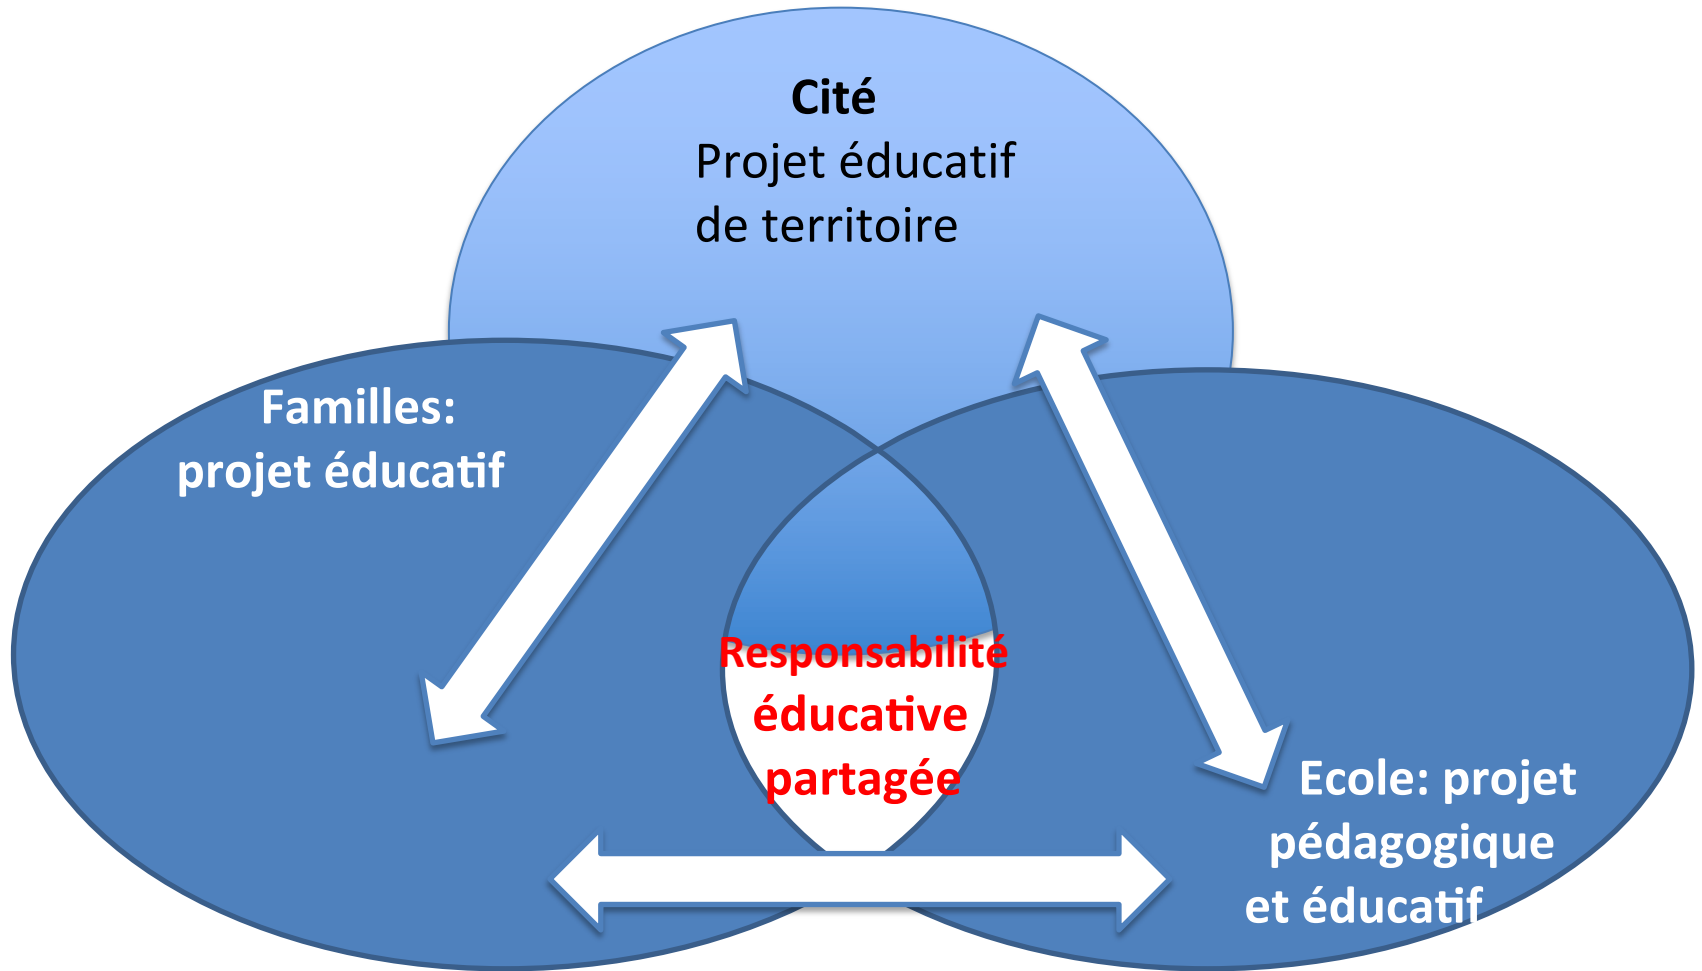 Cité
Projet éducatif
de territoire
Familles:
projet éducatif
Responsabilité
éducative
partagée
Ecole: projet
pédagogique
et éducatif